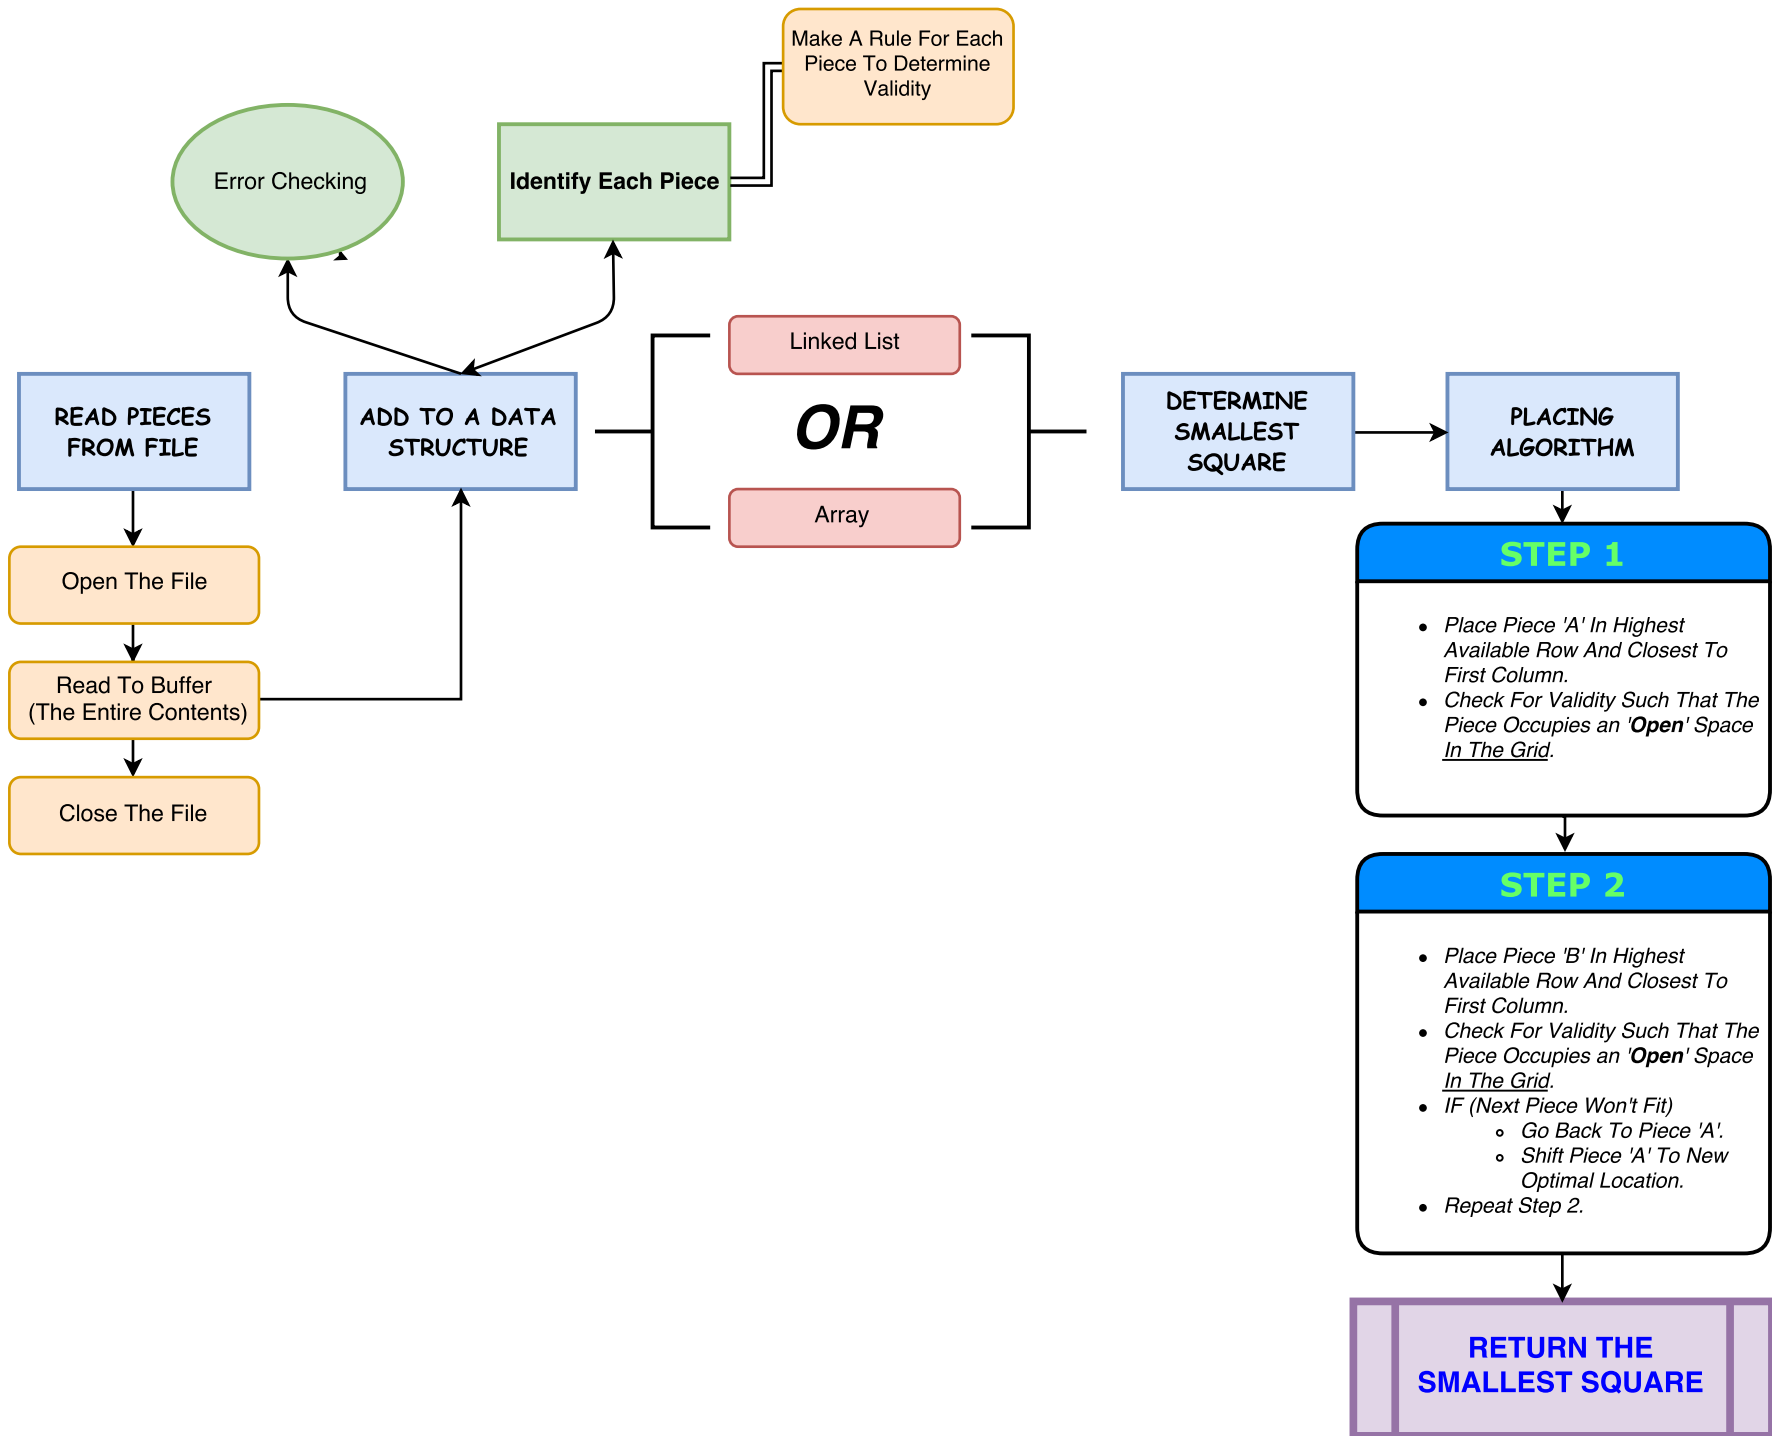 Make A Rule For Each
Piece To Determine
Validity
Error Checking
Identify Each Piece
Linked List
OR
Array
READ PIECES
FROM FILE
ADD TO A DATA
STRUCTURE
DETERMINE
SMALLEST
SQUARE
PLACING
ALGORITHM
Open The File
Read To Buffer
(The Entire Contents)
Close The File
STEP 1
Place Piece 'A' In Highest
Available Row And Closest To
First Column.
Check For Validity Such That The
Piece Occupies an 'Open' Space
In The Grid.
STEP 2
Place Piece 'B' In Highest
Available Row And Closest To
First Column.
Check For Validity Such That The
Piece Occupies an 'Open' Space
In The Grid.
IF (Next Piece Won't Fit)
Go Back To Piece 'A'.
Shift Piece 'A' To New
Optimal Location.
Repeat Step 2.
RETURN THE
SMALLEST SQUARE